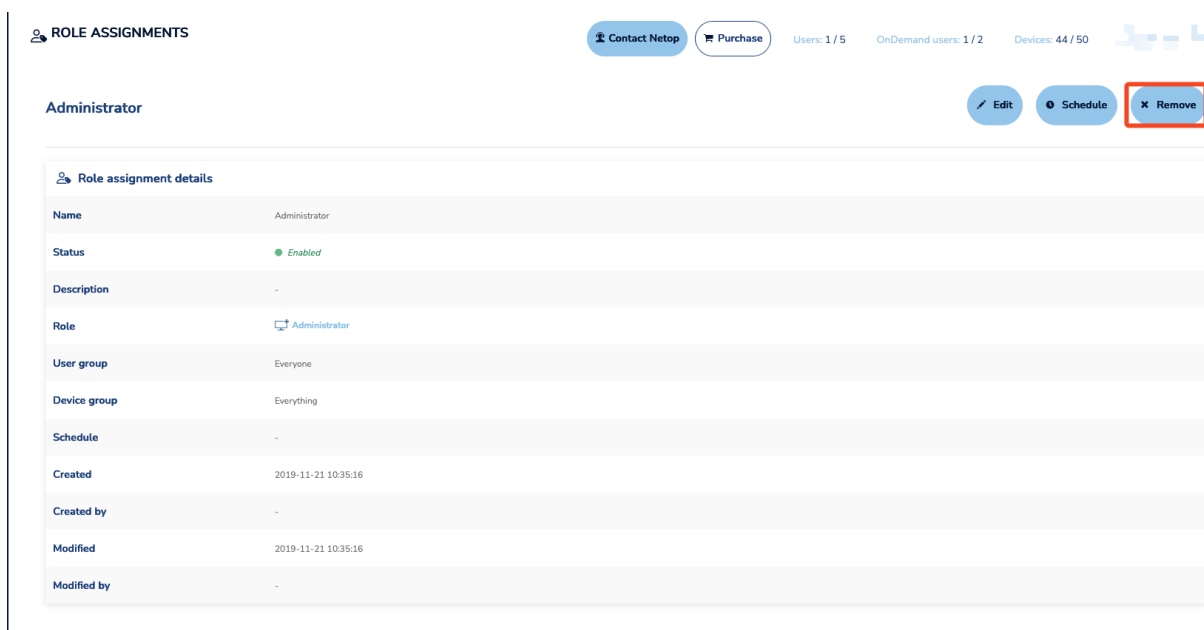 ROLE ASSIGNMENTS
Contact Netop
Purchase
Users: 1 / 5
OnDemand users: 1 / 2
Devices: 44 / 50
Administrator
Edit
Schedule
Remove
Role assignment details
Name Administrator
Status Enabled
Description -
Role Administrator
User group Everyone
Device group Everything
Schedule -
Created 2019-11-21 10:35:16
Created by -
Modified 2019-11-21 10:35:16
Modified by -